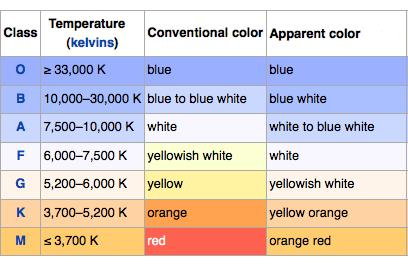 Class Temperature (kelvins) Conventional color Apparent color
O ≥ 33,000 K blue blue
B 10,000–30,000 K blue to blue white blue white
A 7,500–10,000 K white white to blue white
F 6,000–7,500 K yellowish white white
G 5,200–6,000 K yellow yellowish white
K 3,700–5,200 K orange yellow orange
M ≤ 3,700 K red orange red